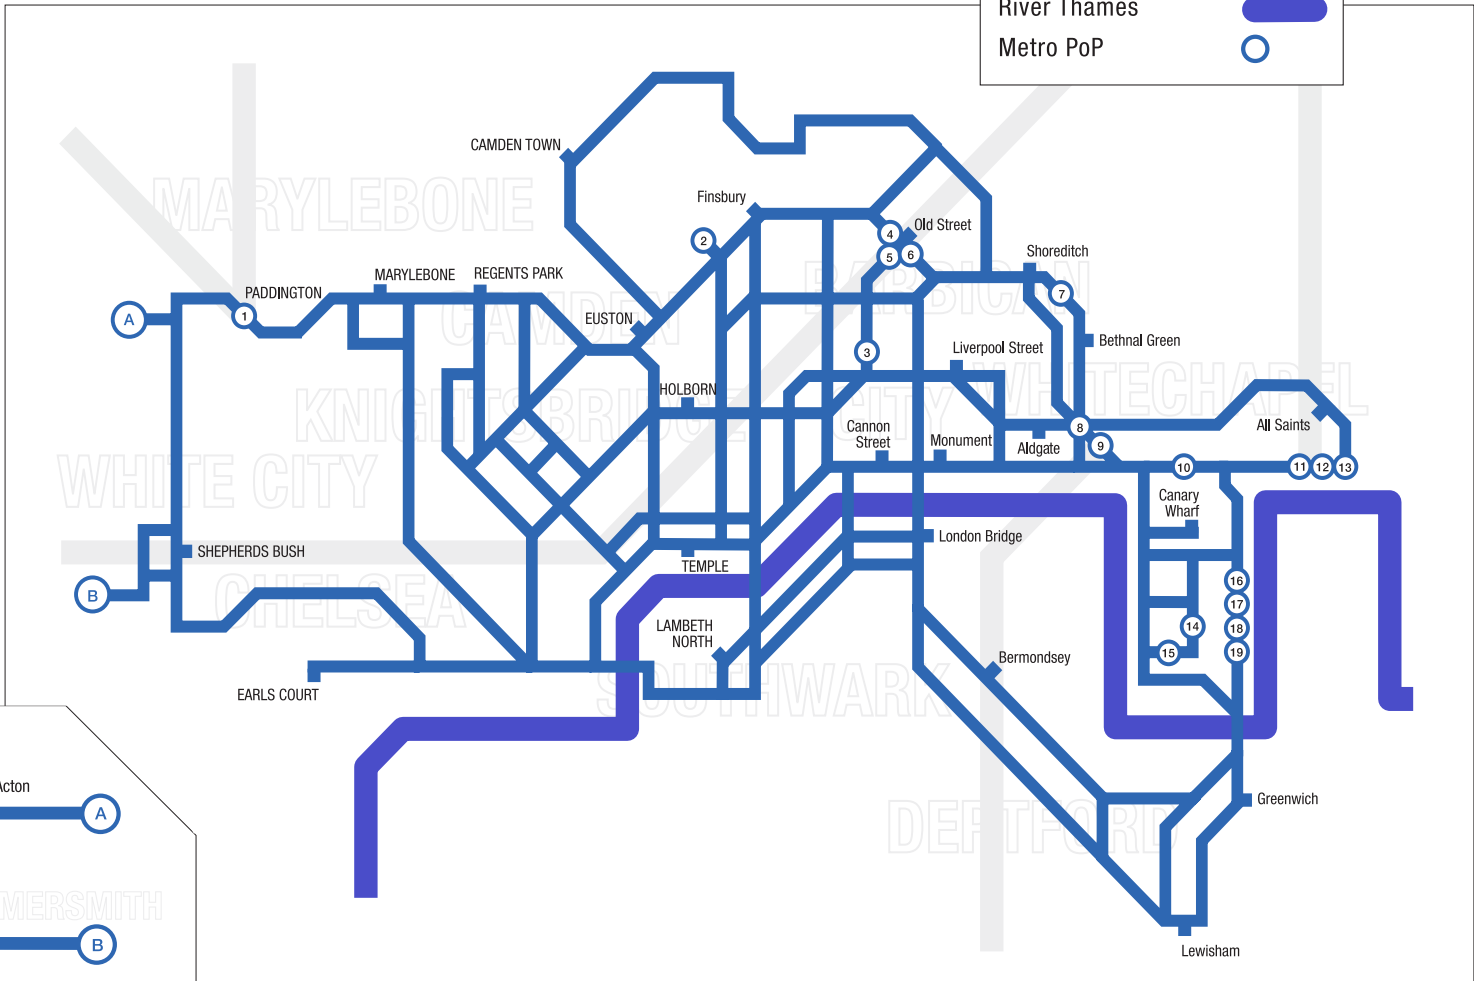 River Thames
Metro PoP
CAMDEN TOWN
MARYLEBONE
Finsbury
2
4
Old Street
5
6
Shoreditch
MARYLEBONE
REGENTS PARK
PADDINGTON
BARBICAN
7
A
1
CAMDEN
EUSTON
Bethnal Green
3
Liverpool Street
HOLBORN
KNIGHTSBRIDGE
CITY
WHITECHAPEL
Cannon
Street
Monument
Aldgate
8
9
All Saints
WHITE CITY
10
11
12
13
Canary
Wharf
SHEPHERDS BUSH
London Bridge
TEMPLE
B
CHELSEA
16
17
14
18
15
19
LAMBETH
NORTH
Bermondsey
EARLS COURT
SOUTHWARK
Acton
A
DEPTFORD
Greenwich
MERSMITH
B
Lewisham